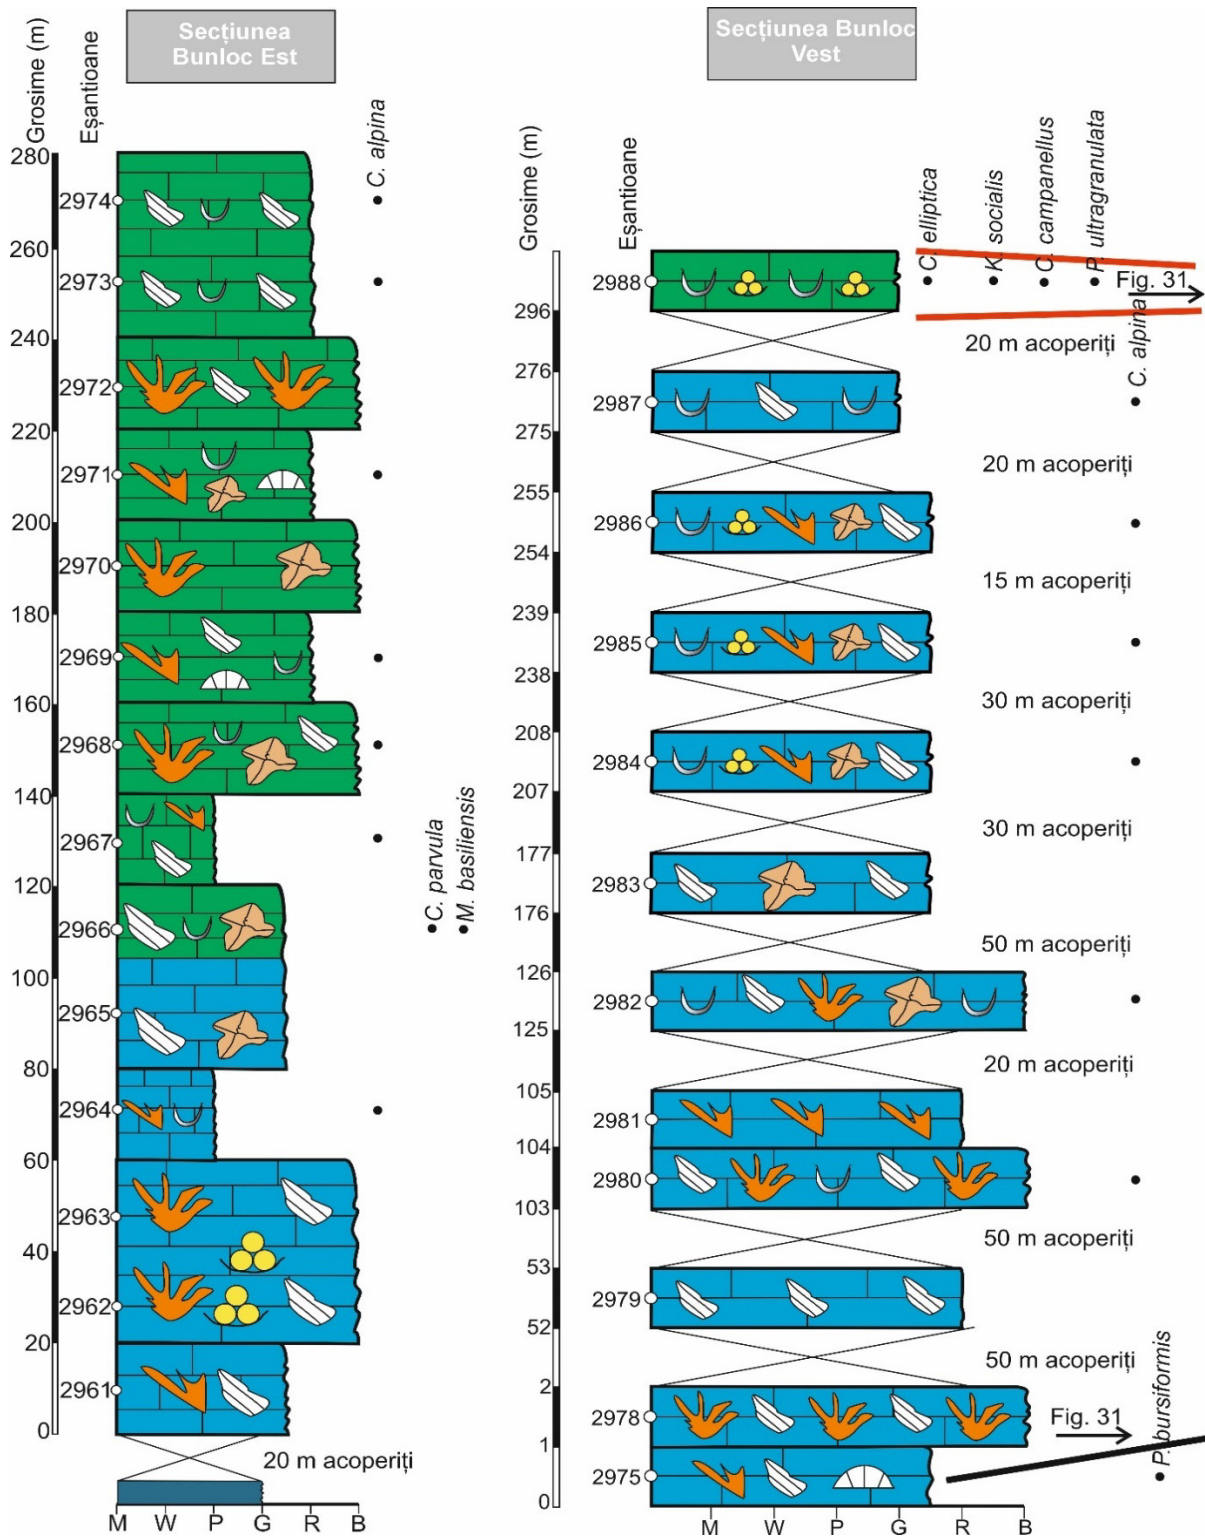 Secțiunea
Bunloc Est
Grosime (m)
Eșantioane
C. alpina
280
2974
260
2973
240
2972
220
2971
200
2970
180
2969
160
2968
140
2967
120
2966
C. parvula
M. basiliensis
100
2965
80
2964
60
2963
40
2962
20
2961
0
20 m acoperiți
M W P G R B
Secțiunea Bunloc
Vest
Grosime (m)
Eșantioane
C. elliptica
K. socialis
C. campanellus
P. ultragranulata
2988
Fig. 31
296
20 m acoperiți
C. alpina
276
2987
275
20 m acoperiți
255
2986
254
15 m acoperiți
239
2985
238
30 m acoperiți
208
2984
207
30 m acoperiți
177
2983
176
50 m acoperiți
126
2982
125
20 m acoperiți
105
2981
104
2980
103
50 m acoperiți
53
2979
52
50 m acoperiți
2
2978
Fig. 31
P. bursiformis
1
2975
0
M W P G R B